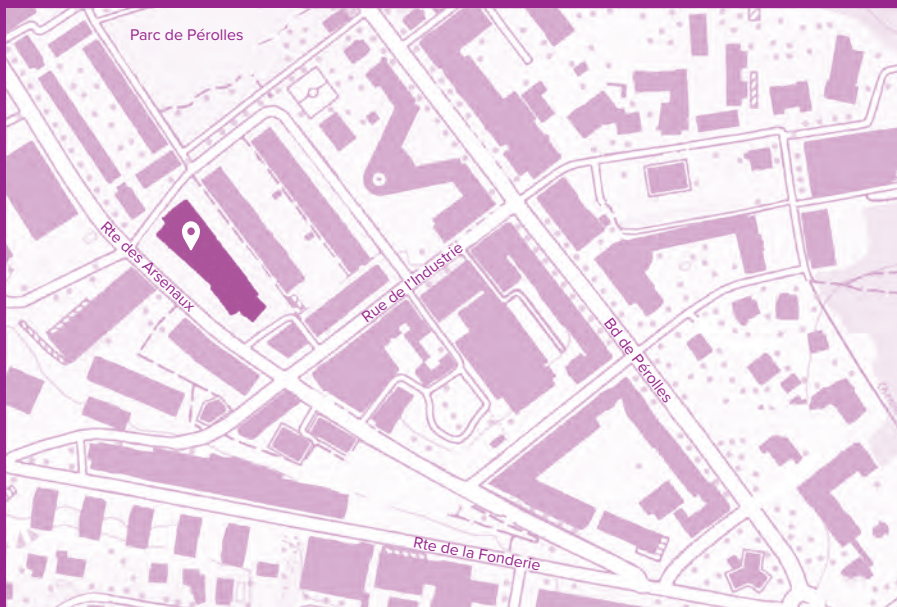 Parc de Pérolles
Rte des Arsenaux
Rue de l'Industrie
Bd de Pérolles
Rte de la Fonderie